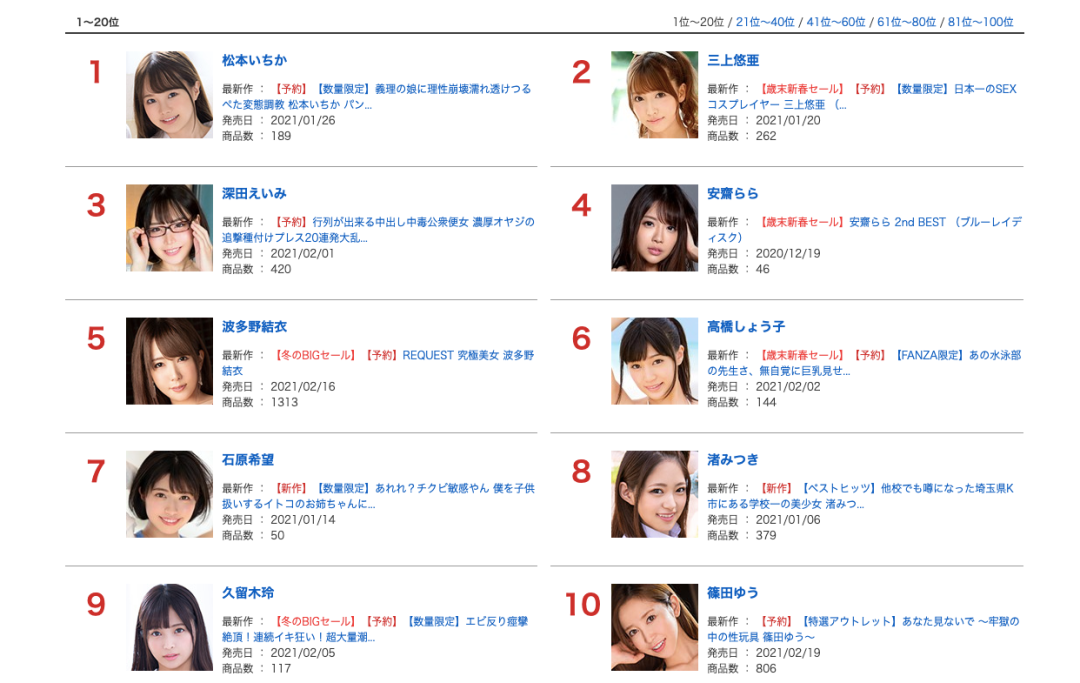 1〜20位
1位〜20位 / 21位〜40位 / 41位〜60位 / 61位〜80位 / 81位〜100位
1
松本いちか
最新作 ： 【予約】【数量限定】義理の娘に理性崩壊濡れ透けつる
ぺた変態調教 松本いちか パン...
発売日 ： 2021/01/26
商品数 ： 189
2
三上悠亜
最新作 ： 【歳末新春セール】【予約】【数量限定】日本一のSEX
コスプレイヤー 三上悠亜 （...
発売日 ： 2021/01/20
商品数 ： 262
3
深田えいみ
最新作 ： 【予約】行列が出来る中出し中毒公衆便女 濃厚オヤジの
追撃種付けプレス20連発大乱...
発売日 ： 2021/02/01
商品数 ： 420
4
安齋らら
最新作 ： 【歳末新春セール】安齋らら 2nd BEST （ブルーレイデ
ィスク）
発売日 ： 2020/12/19
商品数 ： 46
5
波多野結衣
最新作 ： 【冬のBIGセール】【予約】REQUEST 究極美女 波多野
結衣
発売日 ： 2021/02/16
商品数 ： 1313
6
高橋しょう子
最新作 ： 【歳末新春セール】【予約】【FANZA限定】あの水泳部
の先生さ、無自覚に巨乳見せ...
発売日 ： 2021/02/02
商品数 ： 144
7
石原希望
最新作 ： 【新作】【数量限定】あれれ？チクビ敏感やん 僕を子供
扱いするイトコのお姉ちゃんに...
発売日 ： 2021/01/14
商品数 ： 50
8
渚みつき
最新作 ： 【新作】【ベストヒッツ】他校でも噂になった埼玉県K
市にある学校一の美少女 渚みつ...
発売日 ： 2021/01/06
商品数 ： 379
9
久留木玲
最新作 ： 【冬のBIGセール】【予約】【数量限定】エビ反り痙攣
絶頂！連続イキ狂い！超大量潮...
発売日 ： 2021/02/05
商品数 ： 117
10
篠田ゆう
最新作 ： 【予約】【特選アウトレット】あなた見ないで 〜牢獄の
中の性玩具 篠田ゆう〜
発売日 ： 2021/02/19
商品数 ： 806